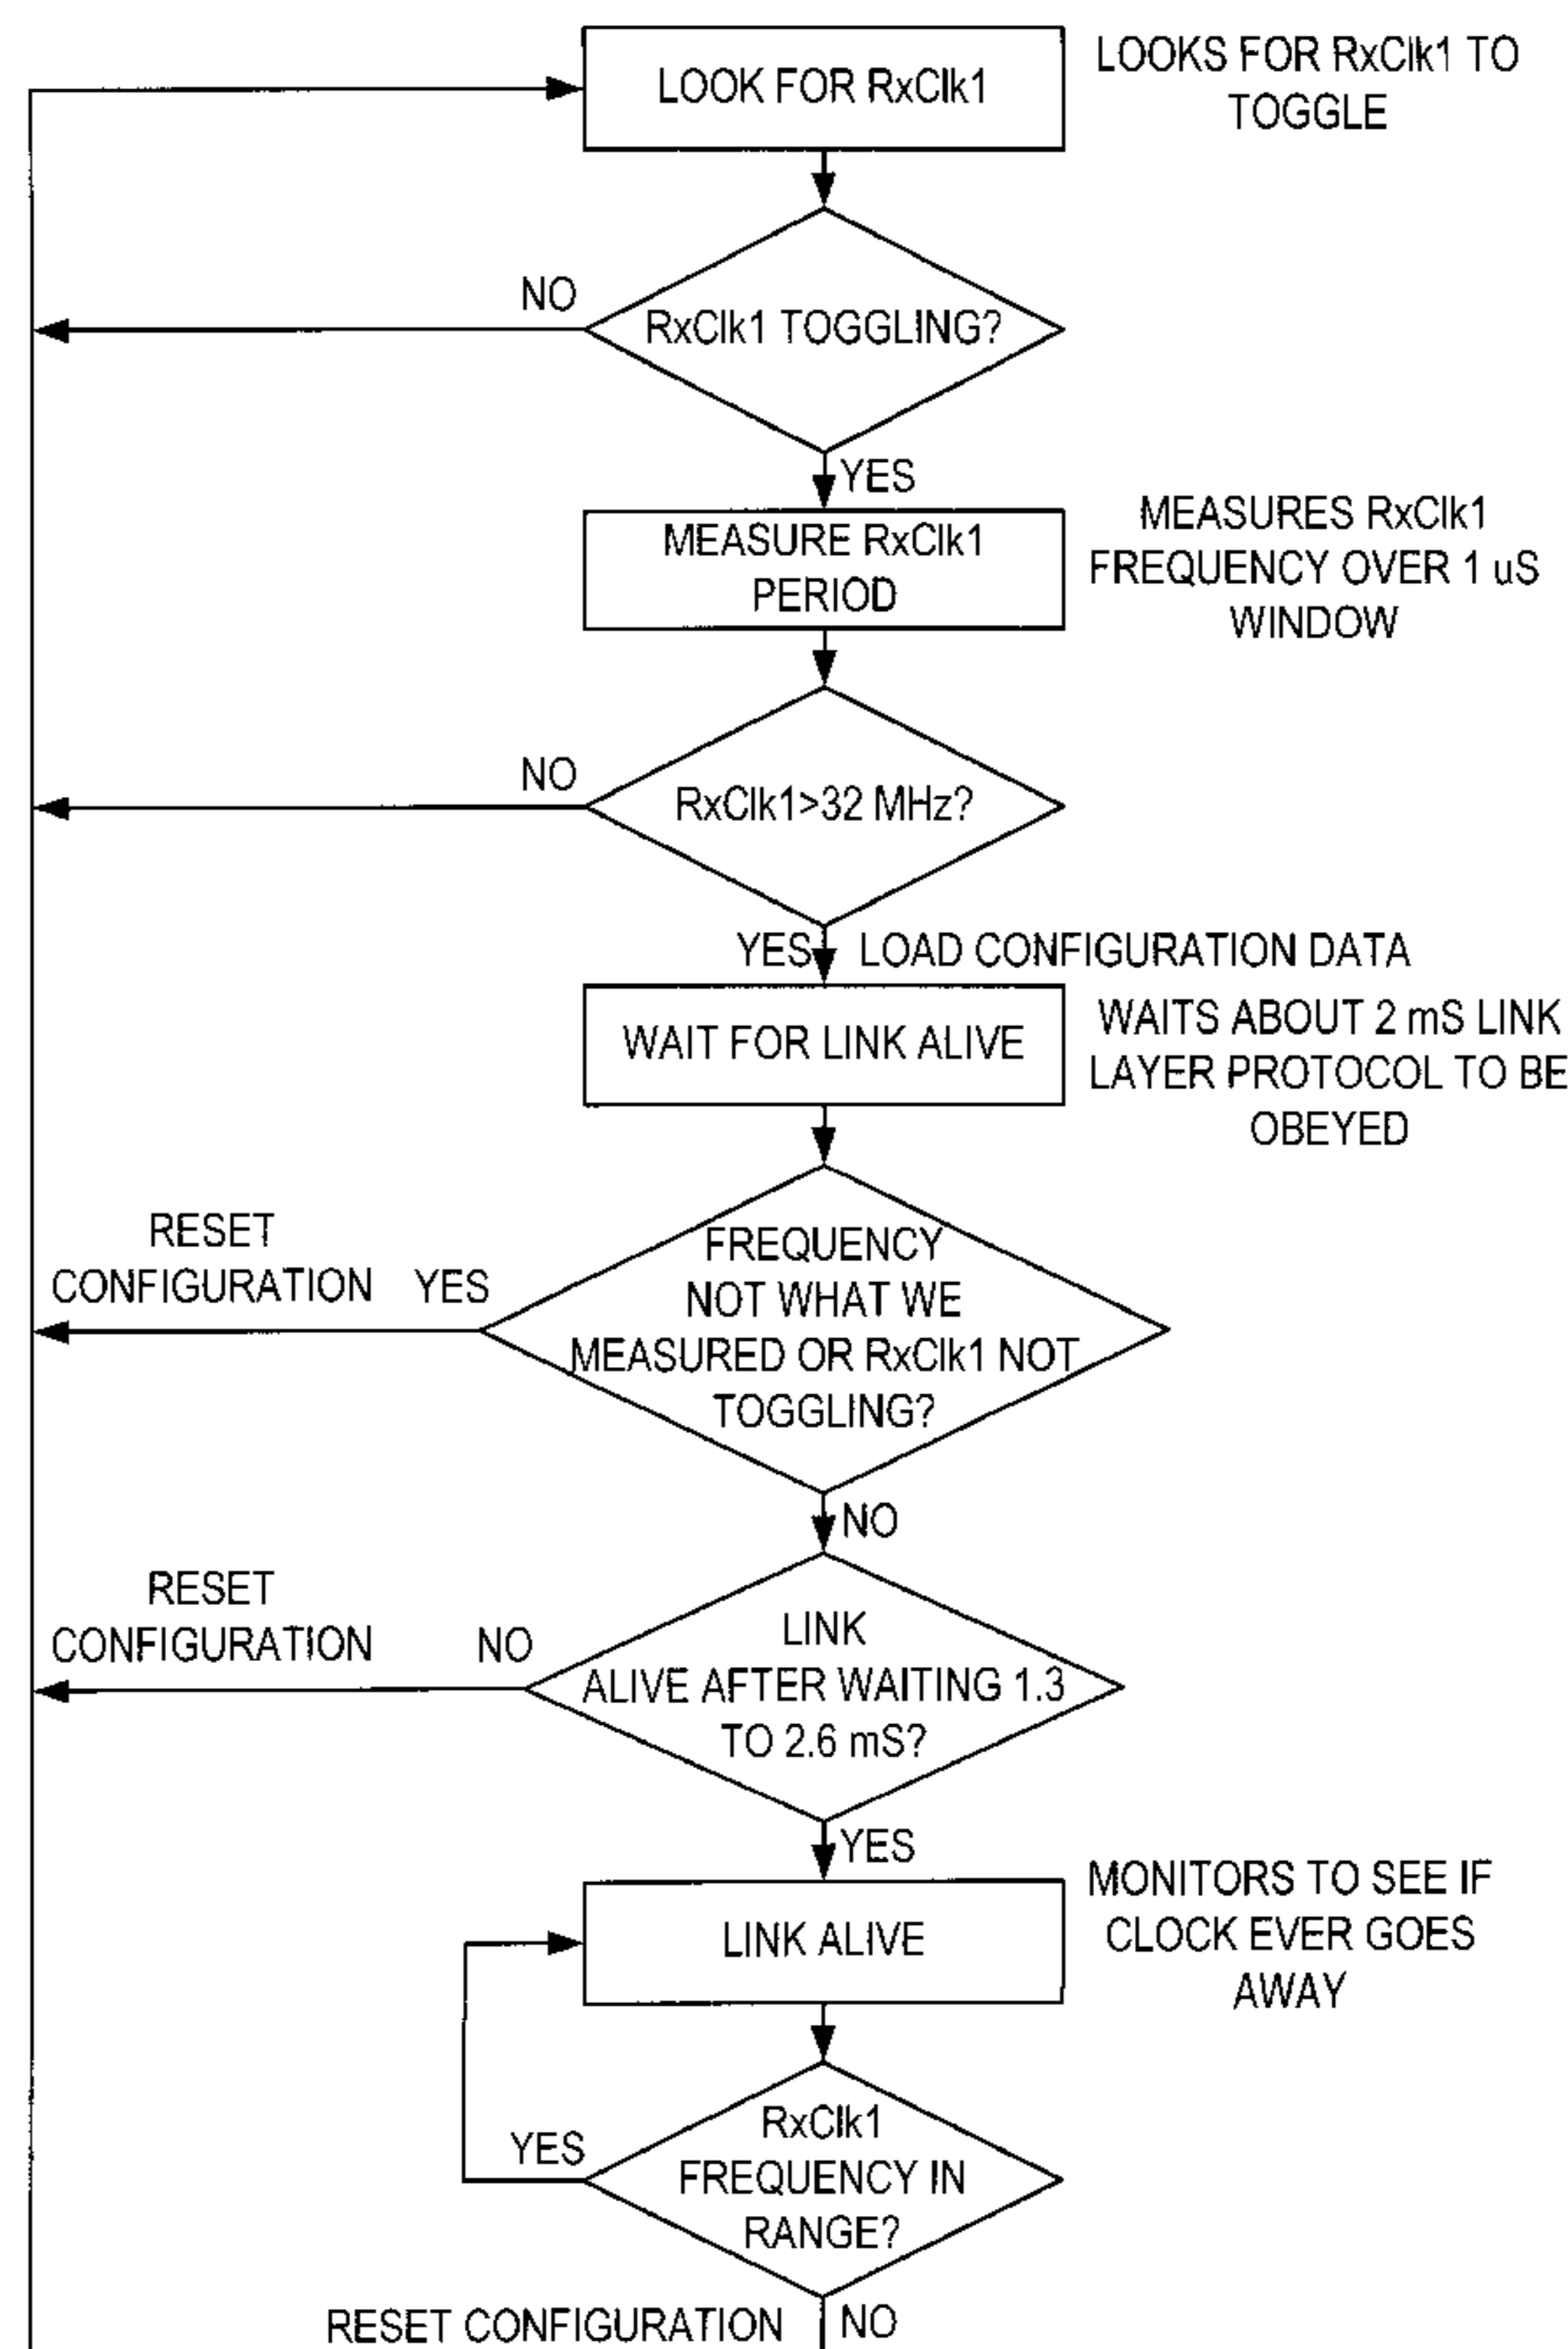 LOOK FOR RxClk1
LOOKS FOR RxClk1 TO
TOGGLE
NO
RxClk1 TOGGLING?
YES
MEASURE RxClk1
PERIOD
MEASURES RxClk1
FREQUENCY OVER 1 uS
WINDOW
NO
RxClk1>32 MHz?
YES
LOAD CONFIGURATION DATA
WAIT FOR LINK ALIVE
WAITS ABOUT 2 mS LINK
LAYER PROTOCOL TO BE
OBEYED
RESET
CONFIGURATION
YES
FREQUENCY
NOT WHAT WE
MEASURED OR RxClk1 NOT
TOGGLING?
NO
RESET
CONFIGURATION
NO
LINK
ALIVE AFTER WAITING 1.3
TO 2.6 mS?
YES
LINK ALIVE
MONITORS TO SEE IF
CLOCK EVER GOES
AWAY
YES
RxClk1
FREQUENCY IN
RANGE?
RESET CONFIGURATION
NO